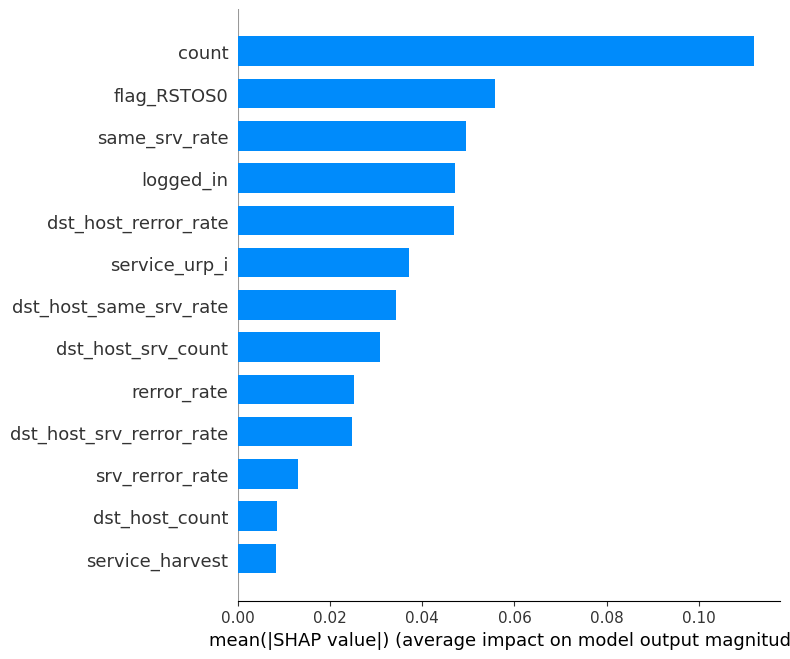 count
flag_RSTOS0
same_srv_rate
logged_in
dst_host_rerror_rate
service_urp_i
dst_host_same_srv_rate
dst_host_srv_count
rerror_rate
dst_host_srv_rerror_rate
srv_rerror_rate
dst_host_count
service_harvest
0.00 0.02 0.04 0.06 0.08 0.10
mean(|SHAP value|) (average impact on model output magnitud